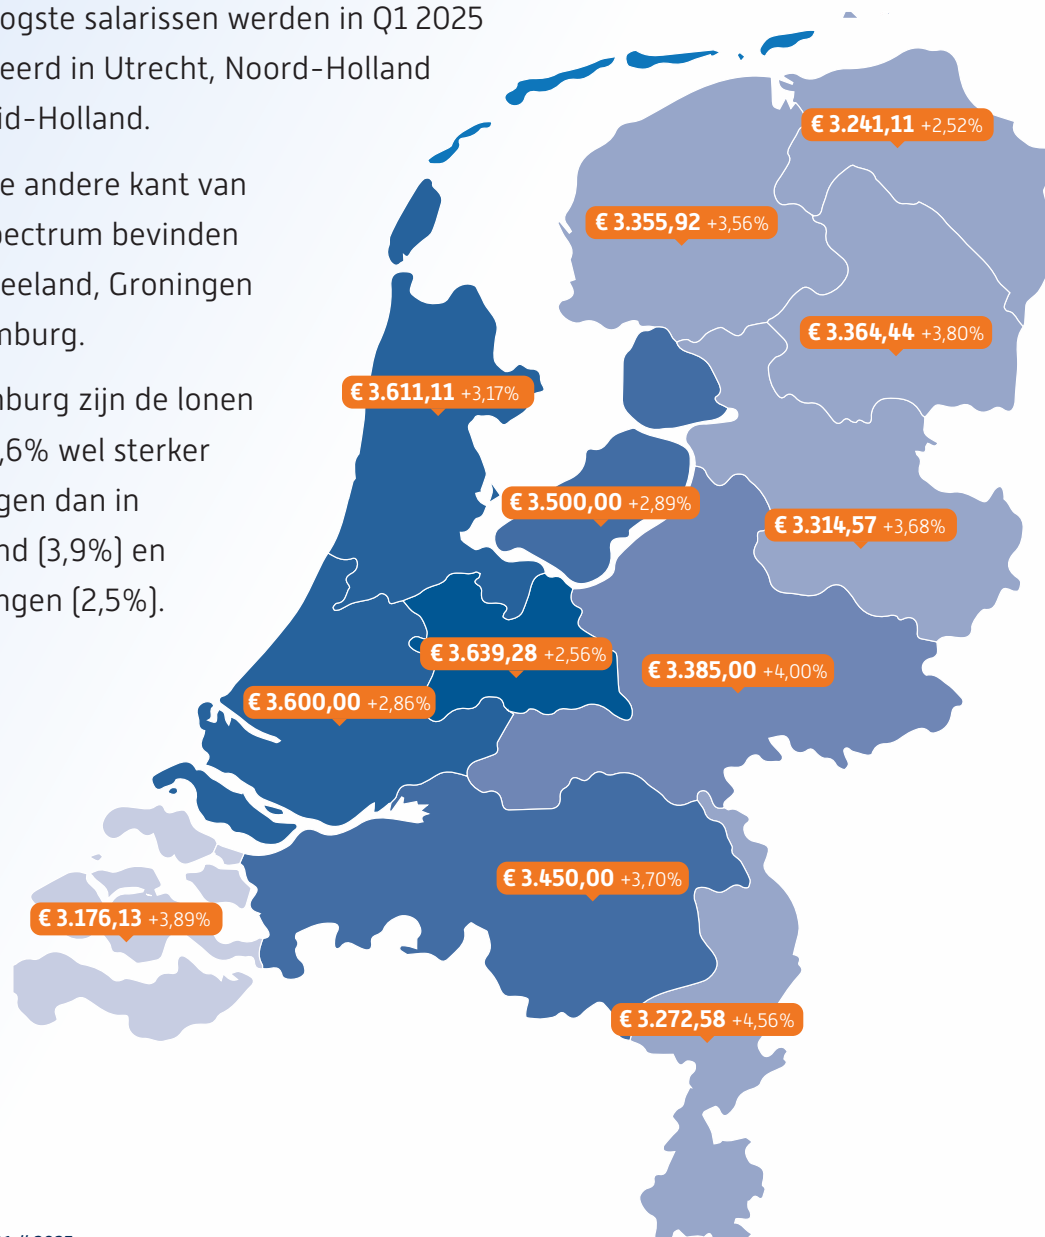 ogste salarissen werden in Q1 2025
eerd in Utrecht, Noord-Holland
id-Holland.
e andere kant van
pectrum bevinden
eeland, Groningen
nburg.
nburg zijn de lonen
,6% wel sterker
gen dan in
nd (3,9%) en
ngen (2,5%).
€ 3.241,11 +2,52%
€ 3.355,92 +3,56%
€ 3.364,44 +3,80%
€ 3.611,11 +3,17%
€ 3.500,00 +2,89%
€ 3.314,57 +3,68%
€ 3.639,28 +2,56%
€ 3.385,00 +4,00%
€ 3.600,00 +2,86%
€ 3.450,00 +3,70%
€ 3.176,13 +3,89%
€ 3.272,58 +4,56%